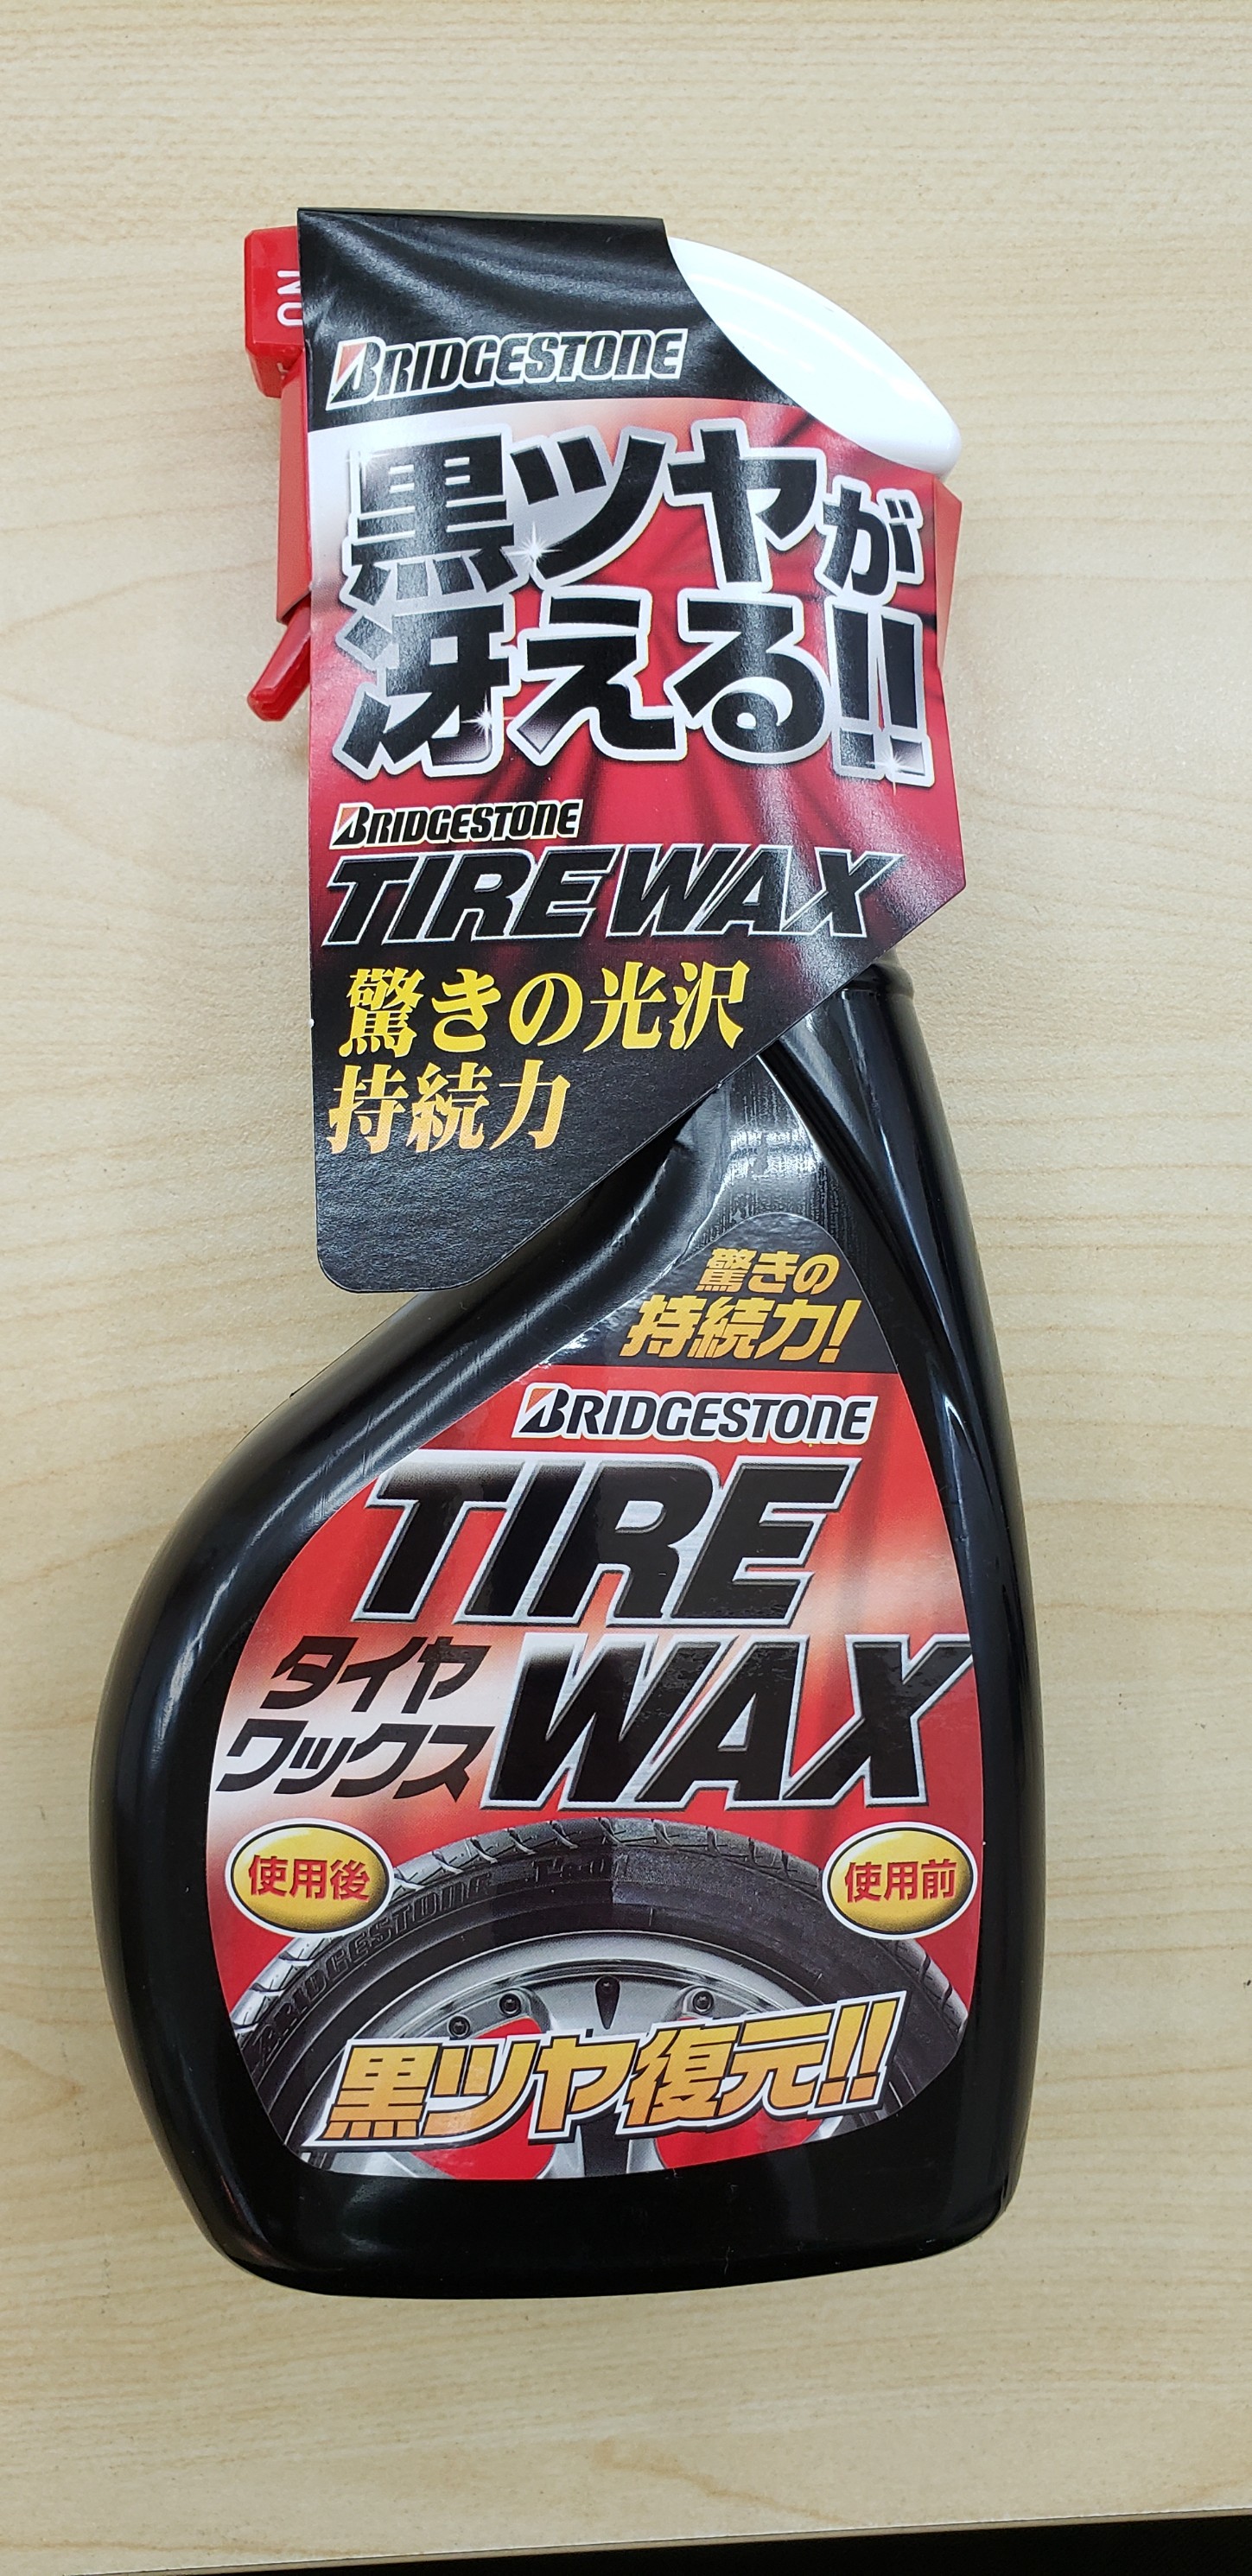 NO
BRIDGESTONE
黒ツヤが
冴える!!
BRIDGESTONE
TIRE WAX
驚きの光沢
持続力
驚きの
持続力!
BRIDGESTONE
TIRE
タイヤ
ワックス
WAX
使用後
使用前
BRIDGESTONE
黒ツヤ復元!!